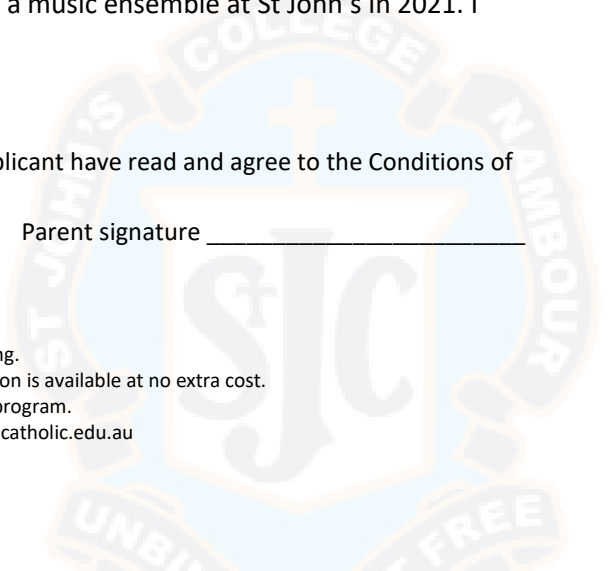 a music ensemble at St John's in 2021. I
plicant have read and agree to the Conditions of
Parent signature ________________________
ng.
on is available at no extra cost.
program.
catholic.edu.au
ST JOHN'S COLLEGE NAMBOUR
SJC
FREE